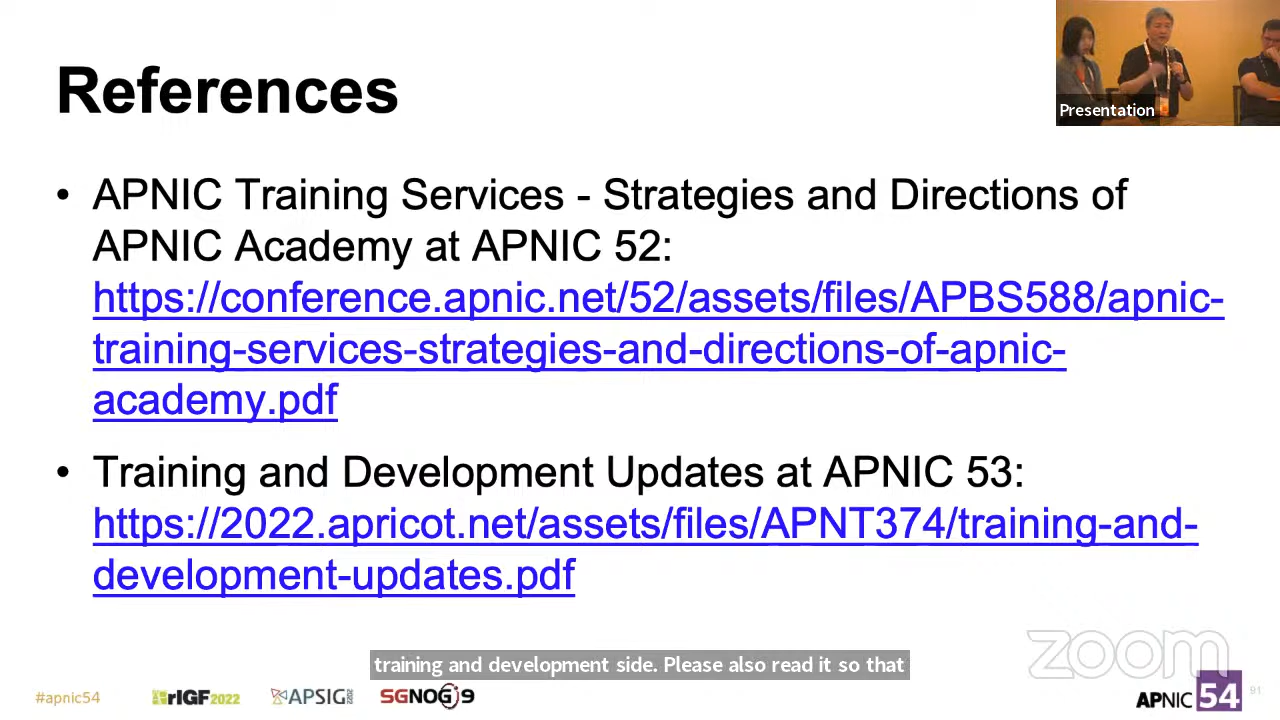 References
Presentation
• APNIC Training Services - Strategies and Directions of
APNIC Academy at APNIC 52:
https://conference.apnic.net/52/assets/files/APBS588/apnic-
training-services-strategies-and-directions-of-apnic-
academy.pdf
• Training and Development Updates at APNIC 53:
https://2022.apricot.net/assets/files/APNT374/training-and-
development-updates.pdf
zoom
training and development side. Please also read it so that
#apnic54
rIGF2022
APSIG
SGNOG 9
APNIC 54
91